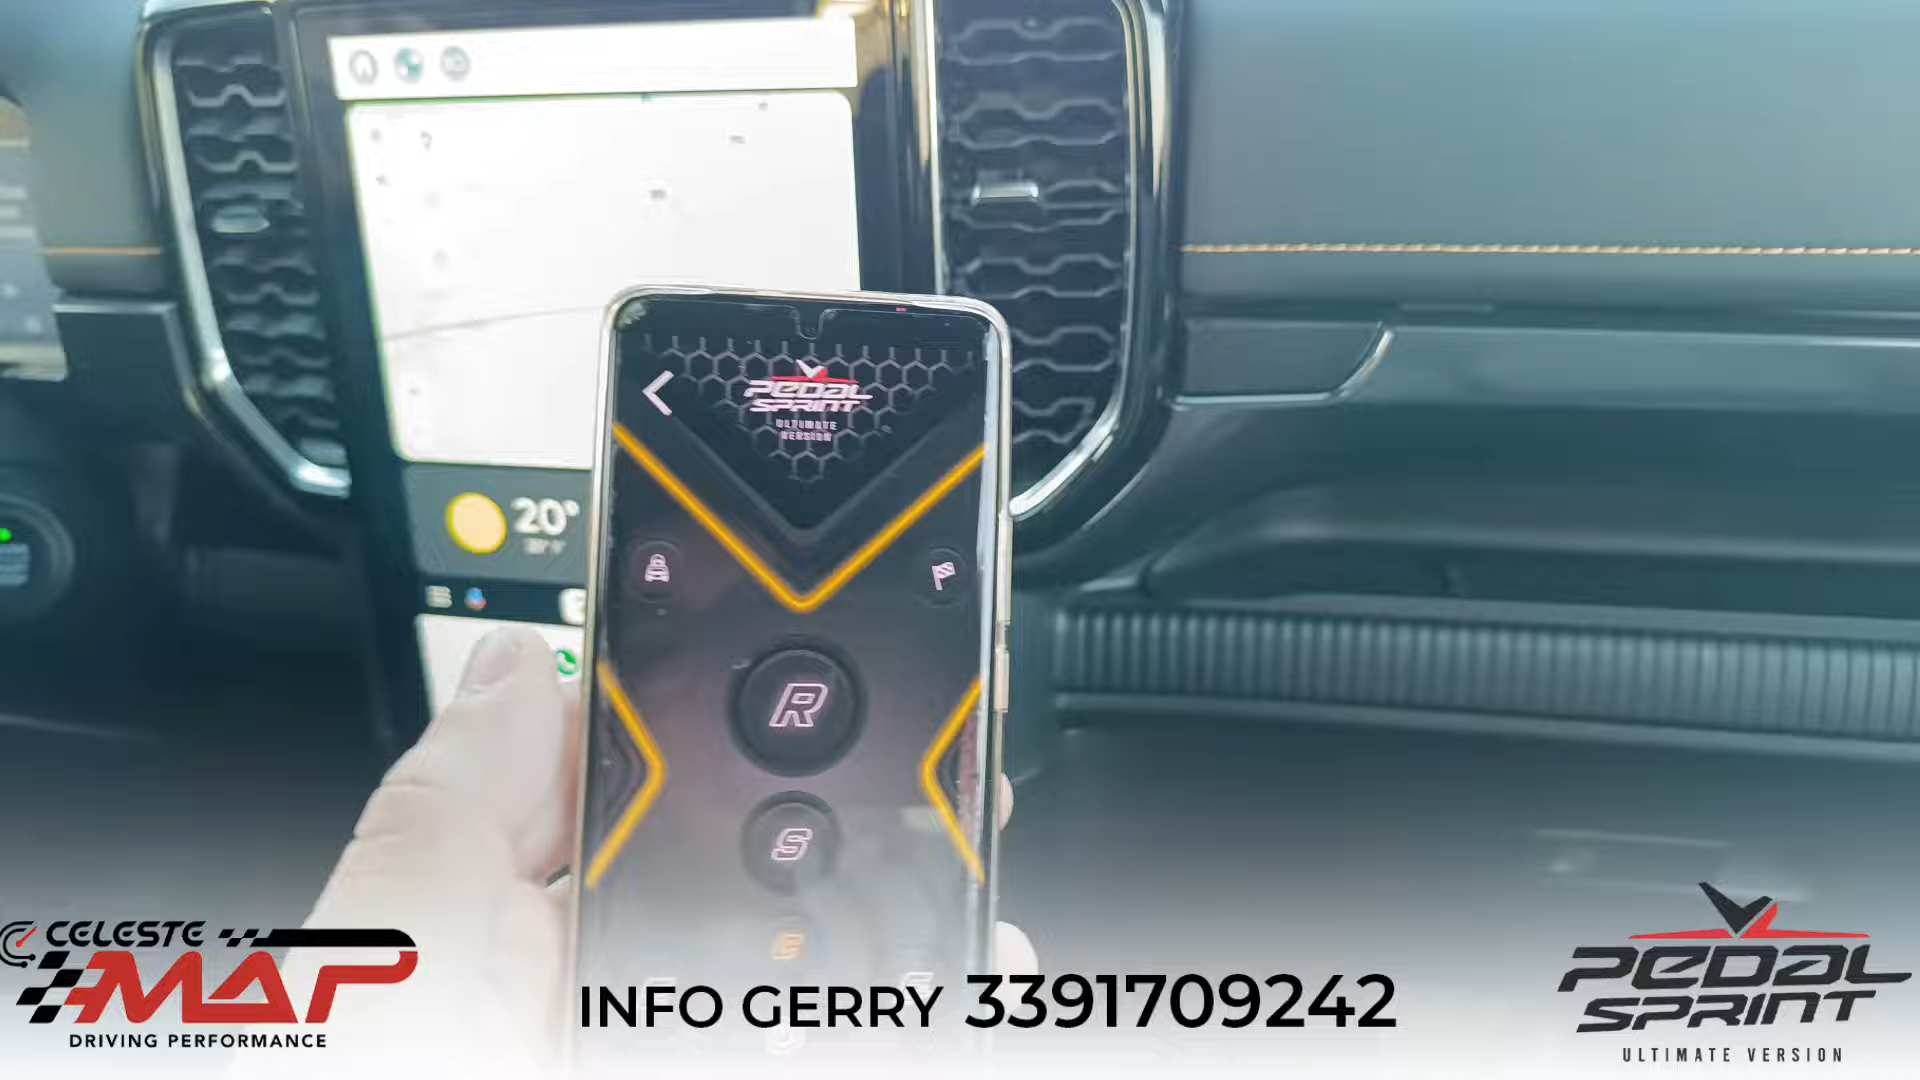 20°
PEDAL
SPRINT
ULTIMATE
VERSION
R
S
CELESTE
MAP
DRIVING PERFORMANCE
INFO GERRY 3391709242
PEDAL
SPRINT
ULTIMATE VERSION